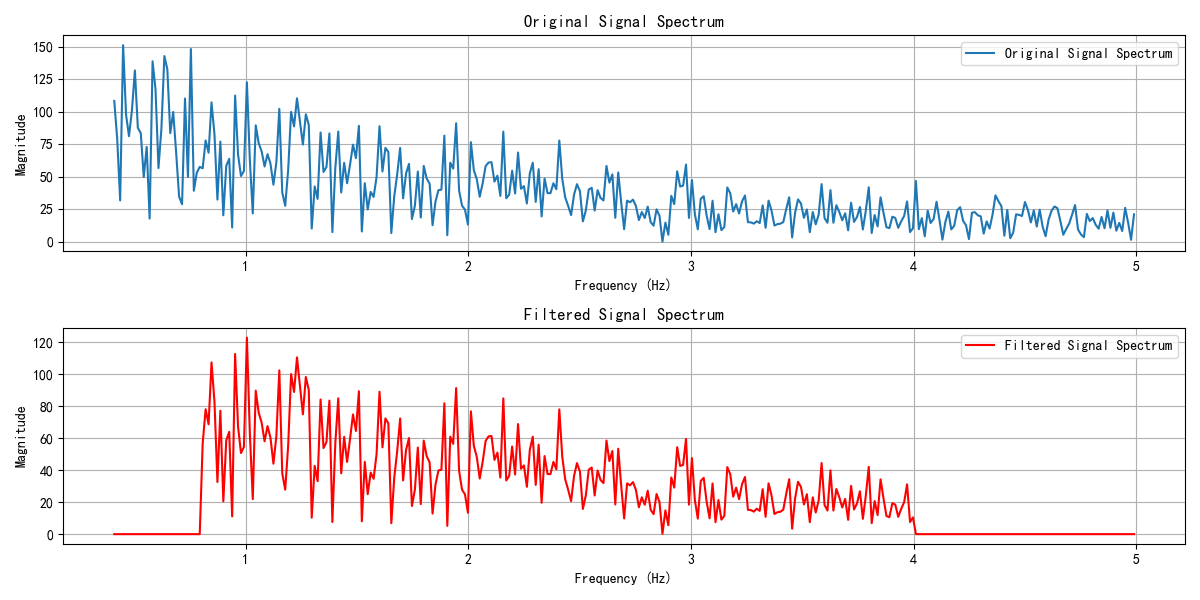 Original Signal Spectrum
150
125
100
75
50
25
0
Magnitude
Original Signal Spectrum
1 2 3 4 5
Frequency (Hz)
Filtered Signal Spectrum
120
100
80
60
40
20
0
Magnitude
Filtered Signal Spectrum
1 2 3 4 5
Frequency (Hz)